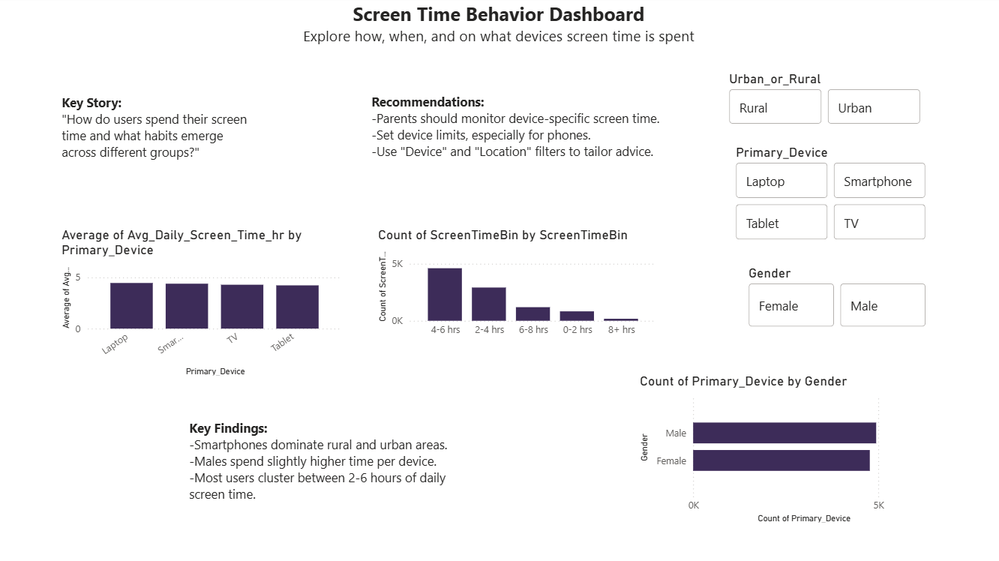 Screen Time Behavior Dashboard
Explore how, when, and on what devices screen time is spent
Key Story:
"How do users spend their screen
time and what habits emerge
across different groups?"
Recommendations:
-Parents should monitor device-specific screen time.
-Set device limits, especially for phones.
-Use "Device" and "Location" filters to tailor advice.
Urban_or_Rural
Rural
Urban
Primary_Device
Laptop
Smartphone
Tablet
TV
Gender
Female
Male
Average of Avg_Daily_Screen_Time_hr by
Primary_Device
Average of Avg...
5
0
Laptop
Smar...
TV
Tablet
Primary_Device
Count of ScreenTimeBin by ScreenTimeBin
Count of ScreenT...
5K
0K
4-6 hrs
2-4 hrs
6-8 hrs
0-2 hrs
8+ hrs
Key Findings:
-Smartphones dominate rural and urban areas.
-Males spend slightly higher time per device.
-Most users cluster between 2-6 hours of daily
screen time.
Count of Primary_Device by Gender
Gender
Male
Female
0K
5K
Count of Primary_Device